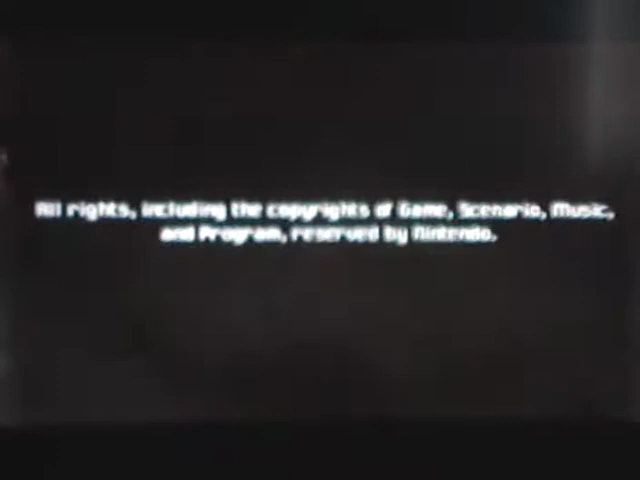 All rights, including the copyrights of Game, Scenario, Music,
and Program, reserved by Nintendo.